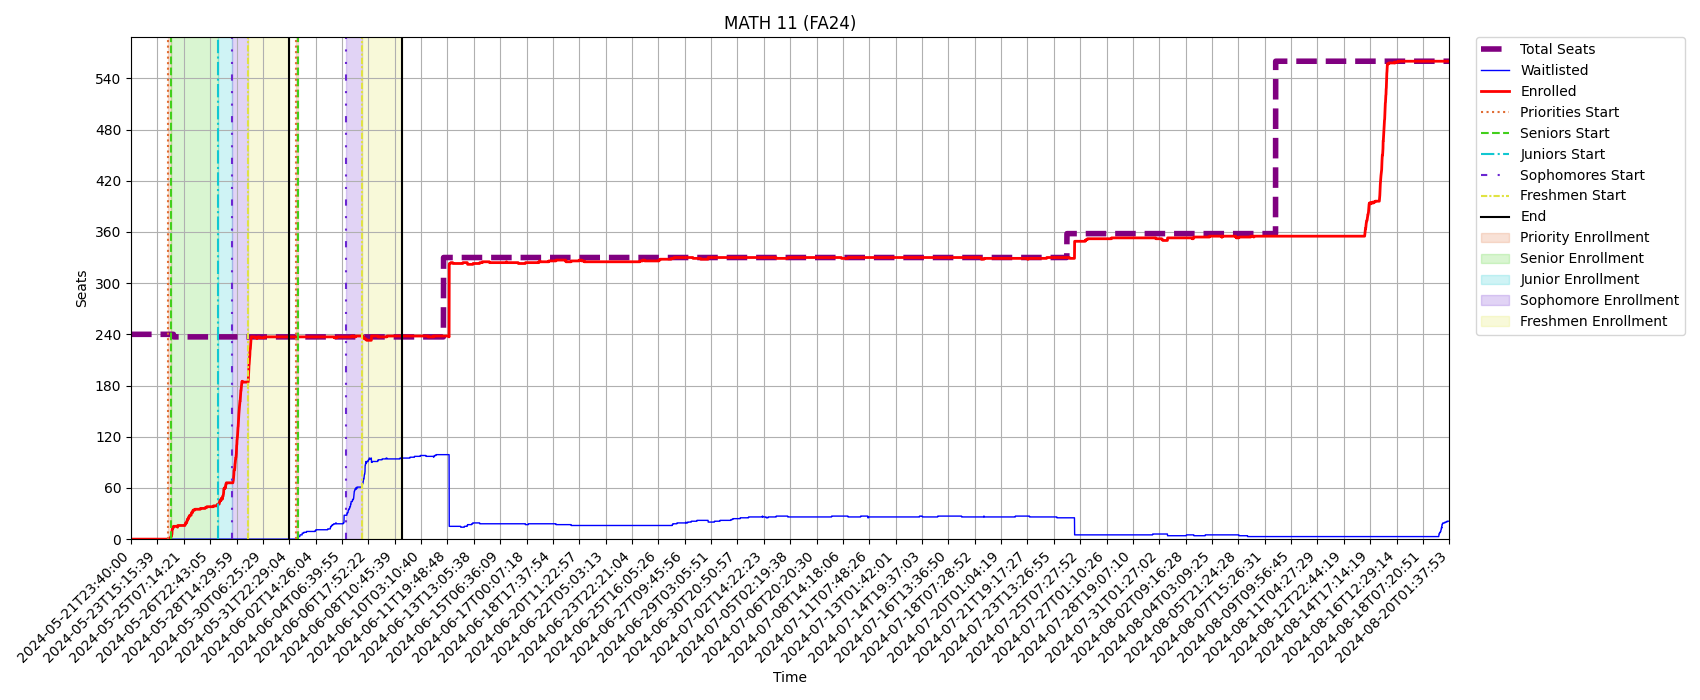 MATH 11 (FA24)
Seats
540
480
420
360
300
240
180
120
60
0
2024-05-21T23:40:00
2024-05-23T15:15:39
2024-05-25T07:14:21
2024-05-26T22:43:05
2024-05-28T14:29:59
2024-05-30T06:25:29
2024-05-31T22:29:04
2024-06-02T14:26:04
2024-06-04T06:39:55
2024-06-06T17:52:22
2024-06-08T10:45:39
2024-06-10T03:10:40
2024-06-11T19:48:48
2024-06-13T13:05:38
2024-06-15T06:36:09
2024-06-17T00:07:18
2024-06-18T17:37:54
2024-06-20T11:22:57
2024-06-22T05:03:13
2024-06-23T22:21:04
2024-06-25T16:05:26
2024-06-27T09:45:56
2024-06-29T03:05:51
2024-06-30T20:50:57
2024-07-02T14:22:23
2024-07-05T02:19:38
2024-07-06T20:20:30
2024-07-08T14:18:06
2024-07-11T07:48:26
2024-07-13T01:42:01
2024-07-14T19:37:03
2024-07-16T13:36:50
2024-07-18T07:28:52
2024-07-20T01:04:19
2024-07-21T19:17:27
2024-07-23T13:26:55
2024-07-25T07:27:52
2024-07-27T01:10:26
2024-07-28T19:07:10
2024-07-31T01:27:02
2024-08-02T09:16:28
2024-08-04T03:09:25
2024-08-05T21:24:28
2024-08-07T15:26:31
2024-08-09T09:56:45
2024-08-11T04:27:29
2024-08-12T22:44:19
2024-08-14T17:14:19
2024-08-16T12:29:14
2024-08-18T07:20:51
2024-08-20T01:37:53
Time
Total Seats
Waitlisted
Enrolled
Priorities Start
Seniors Start
Juniors Start
Sophomores Start
Freshmen Start
End
Priority Enrollment
Senior Enrollment
Junior Enrollment
Sophomore Enrollment
Freshmen Enrollment